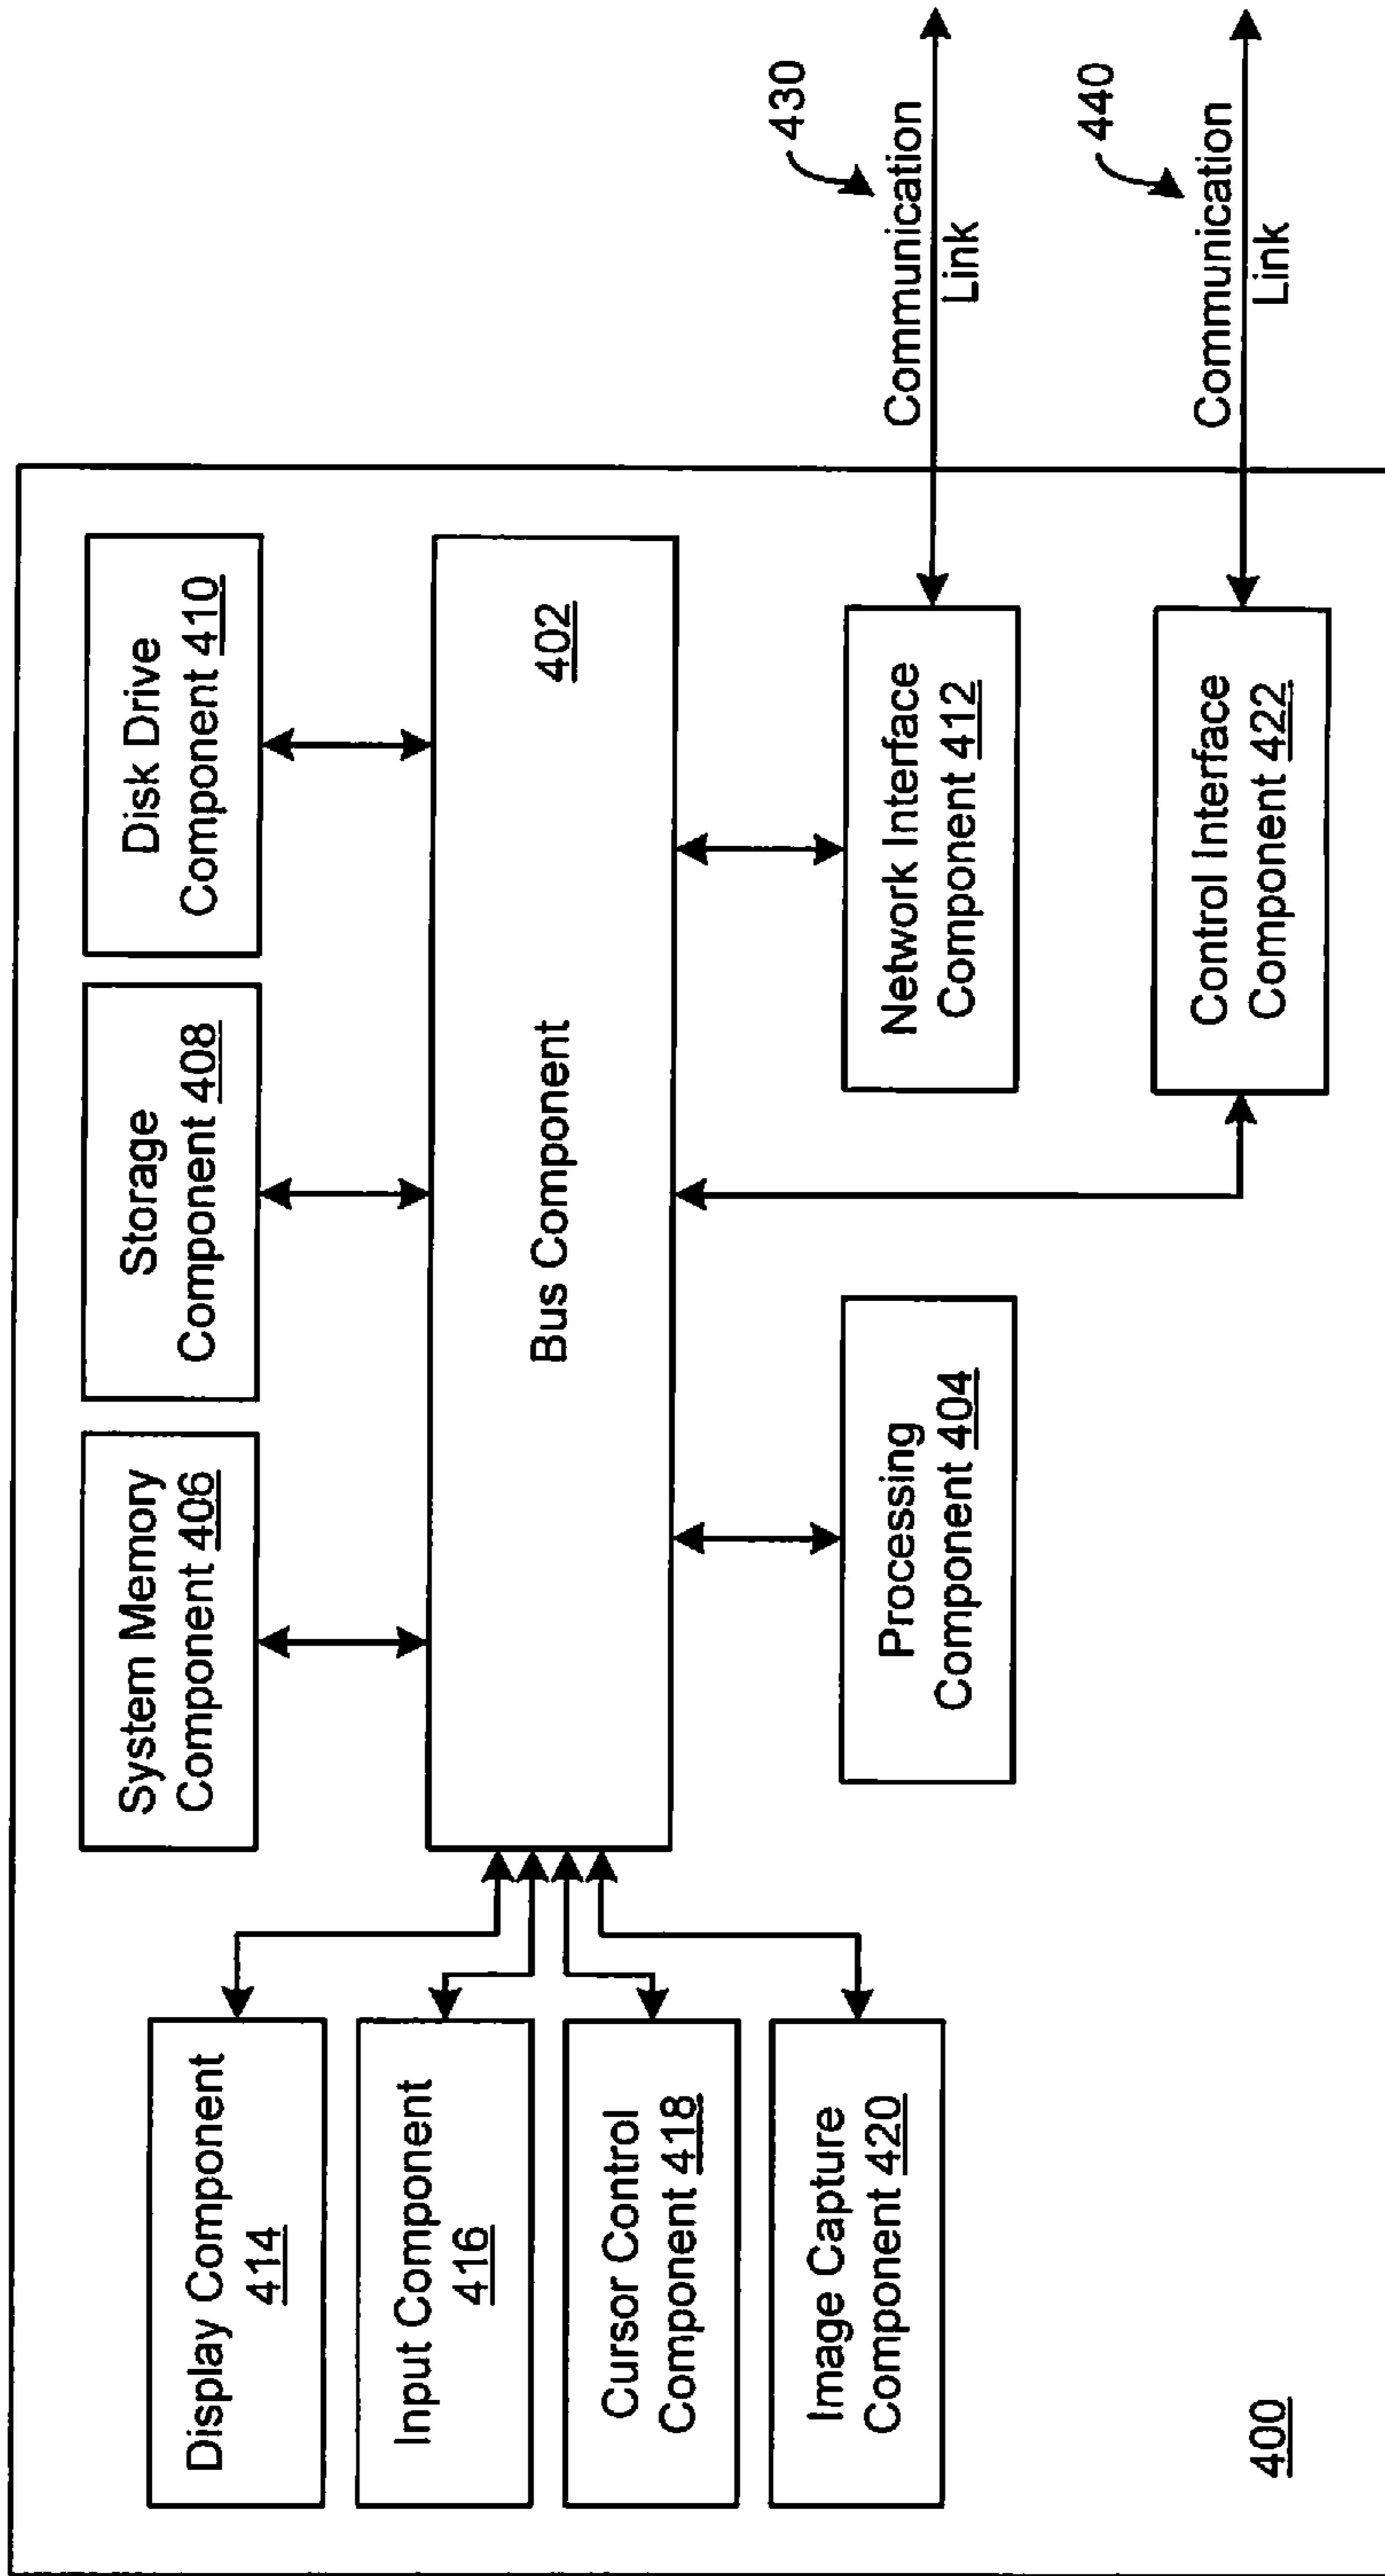 System Memory
Component 406
Storage
Component 408
Disk Drive
Component 410
Display Component
414
Input Component
416
Cursor Control
Component 418
Image Capture
Component 420
Bus Component
402
Processing
Component 404
Network Interface
Component 412
Control Interface
Component 422
430
Communication
Link
440
Communication
Link
400